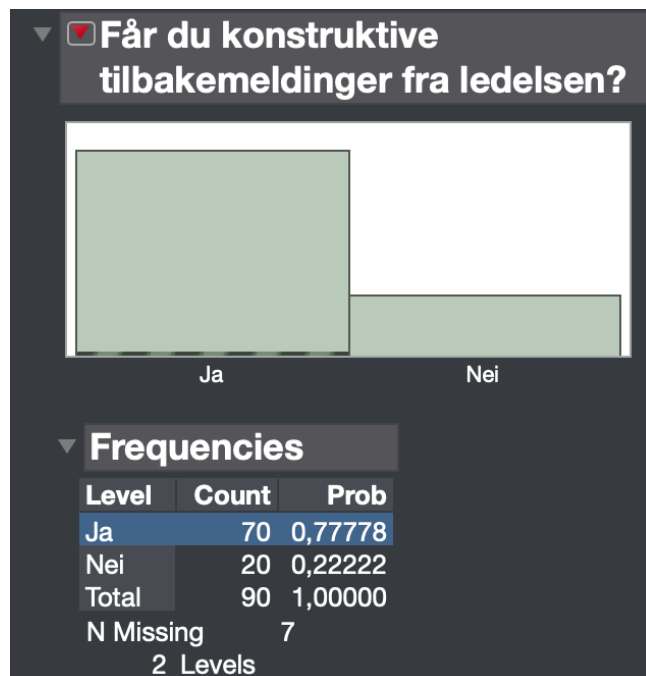 Får du konstruktive
tilbakemeldinger fra ledelsen?
Ja Nei
Frequencies
Level Count Prob
Ja 70 0,77778
Nei 20 0,22222
Total 90 1,00000
N Missing 7
2 Levels